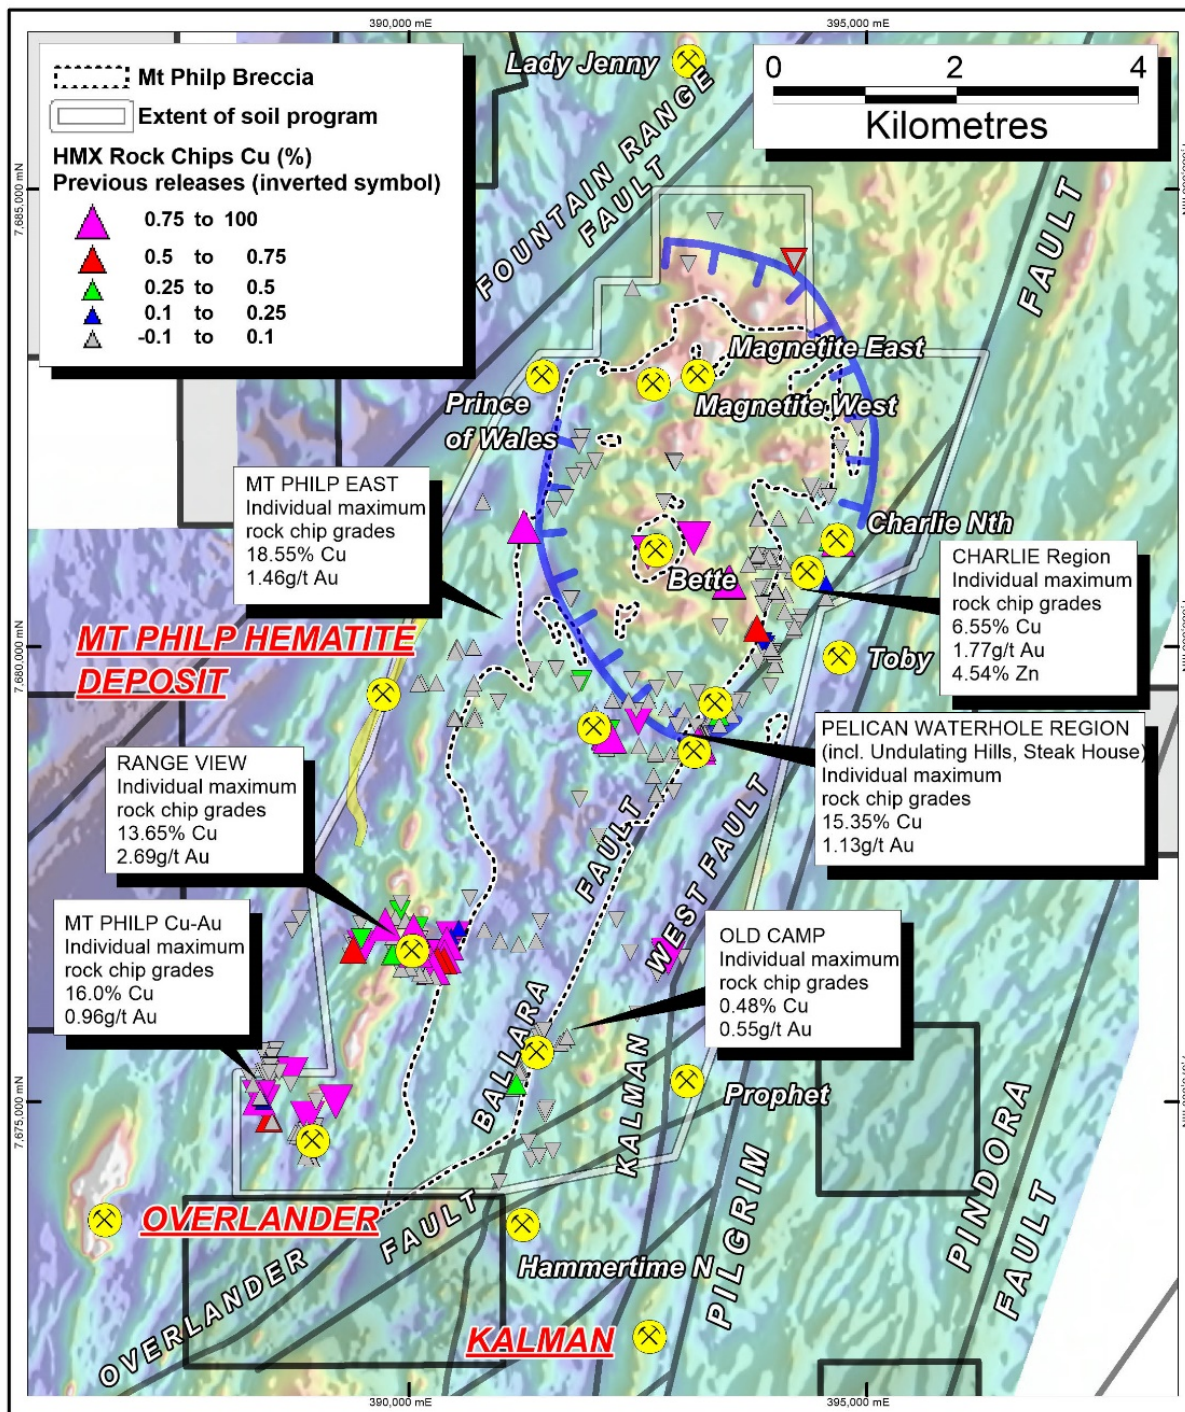 390,000 mE
395,000 mE
Mt Philp Breccia
Extent of soil program
HMX Rock Chips Cu (%)
Previous releases (inverted symbol)
0.75 to 100
0.5 to 0.75
0.25 to 0.5
0.1 to 0.25
-0.1 to 0.1
Lady Jenny
0 2 4
Kilometres
7,685,000 mN
FOUNTAIN RANGE
FAULT
FAULT
Magnetite East
Magnetite West
Prince
of Wales
MT PHILP EAST
Individual maximum
rock chip grades
18.55% Cu
1.46g/t Au
Charlie Nth
Bette
CHARLIE Region
Individual maximum
rock chip grades
6.55% Cu
1.77g/t Au
4.54% Zn
MT PHILP HEMATITE
DEPOSIT
7,680,000 mN
Toby
PELICAN WATERHOLE REGION
(incl. Undulating Hills, Steak House)
Individual maximum
rock chip grades
15.35% Cu
1.13g/t Au
RANGE VIEW
Individual maximum
rock chip grades
13.65% Cu
2.69g/t Au
MT PHILP Cu-Au
Individual maximum
rock chip grades
16.0% Cu
0.96g/t Au
OLD CAMP
Individual maximum
rock chip grades
0.48% Cu
0.55g/t Au
BALLARA FAULT
KALMAN WEST FAULT
Prophet
7,675,000 mN
PILGRIM
PINDORA
FAULT
OVERLANDER
OVERLANDER FAULT
Hammertime N
KALMAN
390,000 mE
395,000 mE